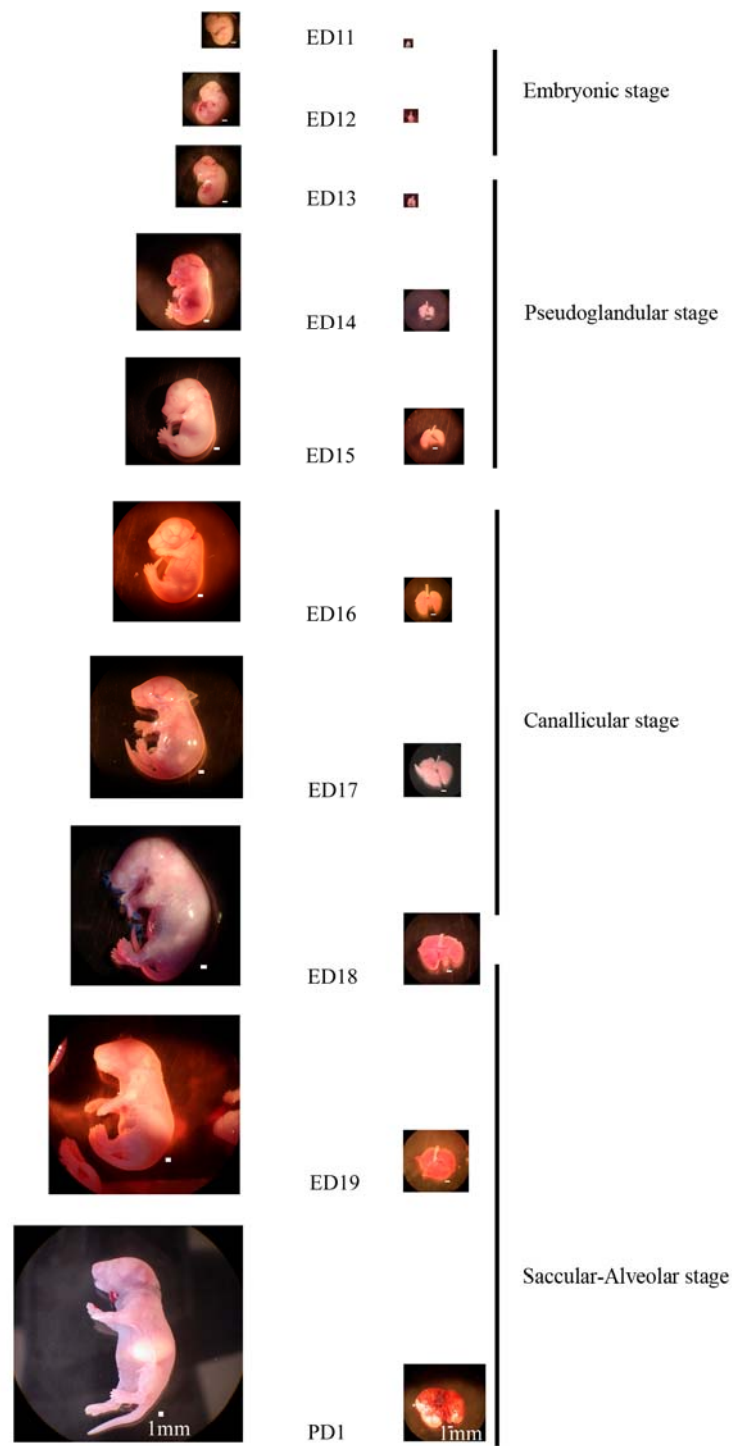 ED11
Embryonic stage
ED12
ED13
Pseudoglandular stage
ED14
ED15
ED16
Canallicular stage
ED17
ED18
ED19
Saccular-Alveolar stage
1mm
PD1
1mm